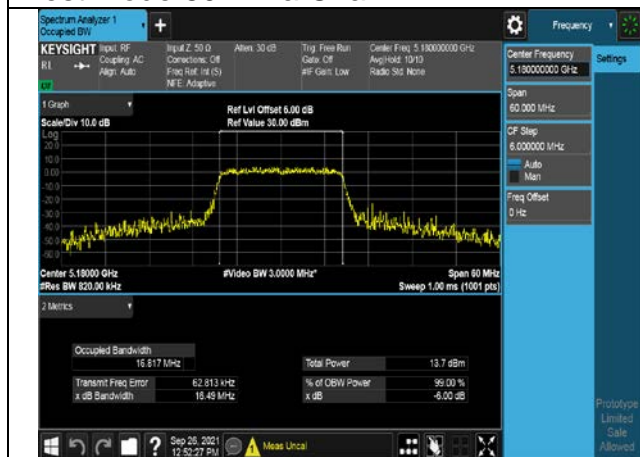 Spectrum Analyzer 1
Occupied BW
+
Frequency
KEYSIGHT
RL
Input: RF
Coupling: AC
Align: Auto
Input Z: 50 Ω
Corrections: Off
Freq Ref: Int (S)
NFE: Adaptive
Atten: 30 dB
Trig: Free Run
Gate: Off
#IF Gain: Low
Center Freq: 5.180000000 GHz
Avg|Hold: 10/10
Radio Std: None
Center Frequency
5.180000000 GHz
Settings
Span
60.000 MHz
CF Step
6.000000 MHz
Auto
Man
Freq Offset
0 Hz
1 Graph
Scale/Div 10.0 dB
Ref Lvl Offset 6.00 dB
Ref Value 30.00 dBm
Log
20.0
10.0
0.00
-10.0
-20.0
-30.0
-40.0
-50.0
-60.0
Center 5.18000 GHz
#Res BW 820.00 kHz
#Video BW 3.0000 MHz*
Span 60 MHz
Sweep 1.00 ms (1001 pts)
2 Metrics
Occupied Bandwidth
16.817 MHz
Total Power 13.7 dBm
Transmit Freq Error 62.813 kHz
% of OBW Power 99.00 %
x dB Bandwidth 16.49 MHz
x dB -6.00 dB
Prototype
Limited
Sale
Allowed
?
Sep 26, 2021
12:52:27 PM
Meas Uncal